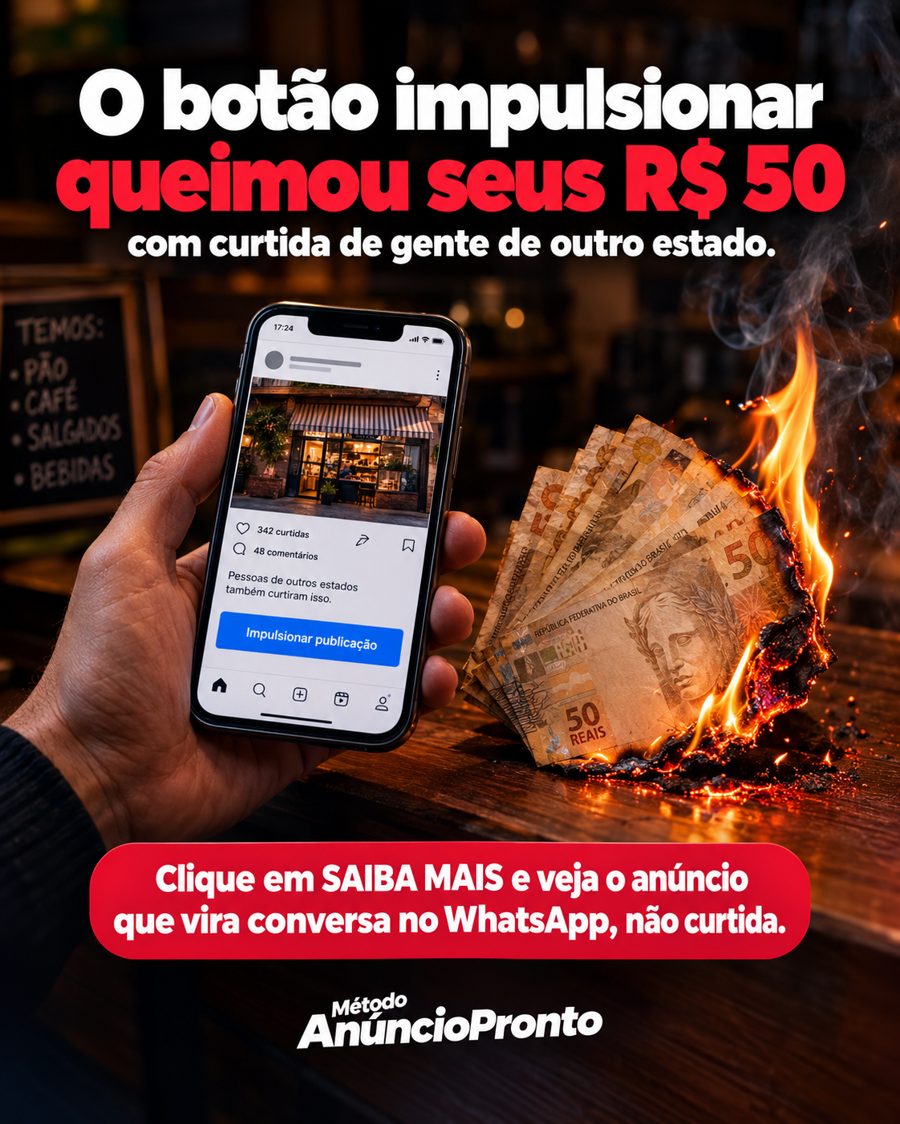 O botão impulsionar
queimou seus R$ 50
com curtida de gente de outro estado.
TEMOS:
• PÃO
• CAFÉ
• SALGADOS
• BEBIDAS
17:24
342 curtidas
48 comentários
Pessoas de outros estados
também curtiram isso.
Impulsionar publicação
50
REPÚBLICA FEDERATIVA DO BRASIL
50
REAIS
Clique em SAIBA MAIS e veja o anúncio
que vira conversa no WhatsApp, não curtida.
Método
AnúncioPronto